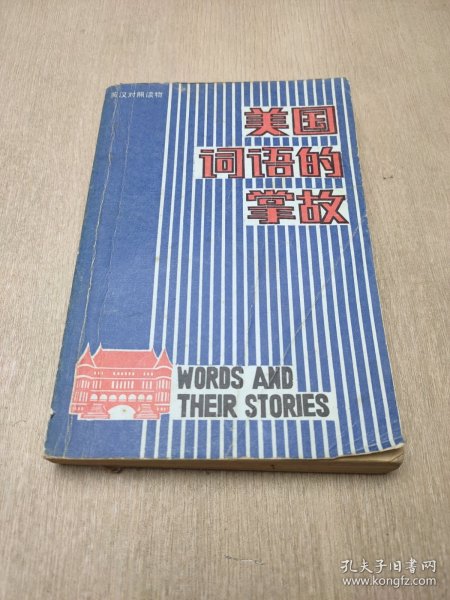 英汉对照读物
美国
词语的
掌故
WORDS AND
THEIR STORIES
孔夫子旧书网
www.kongfz.com